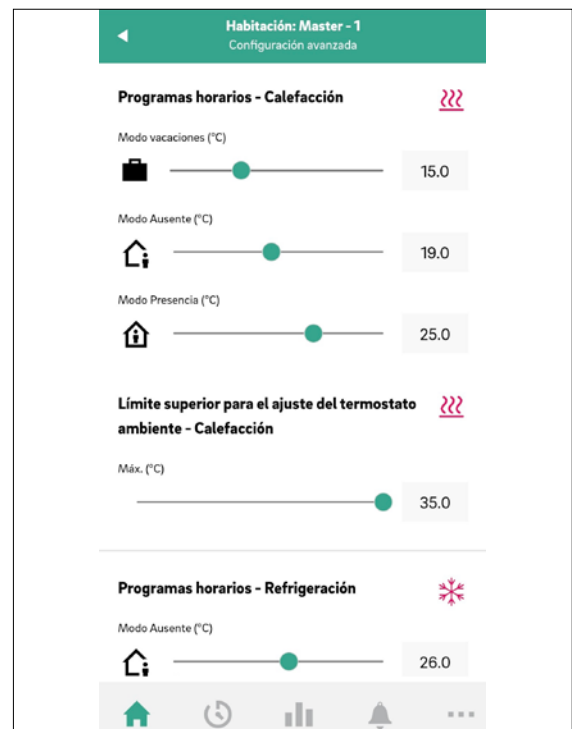 Habitación: Master - 1
Configuración avanzada
Programas horarios - Calefacción
Modo vacaciones (°C)
15.0
Modo Ausente (°C)
19.0
Modo Presencia (°C)
25.0
Límite superior para el ajuste del termostato
ambiente - Calefacción
Máx. (°C)
35.0
Programas horarios - Refrigeración
Modo Ausente (°C)
26.0